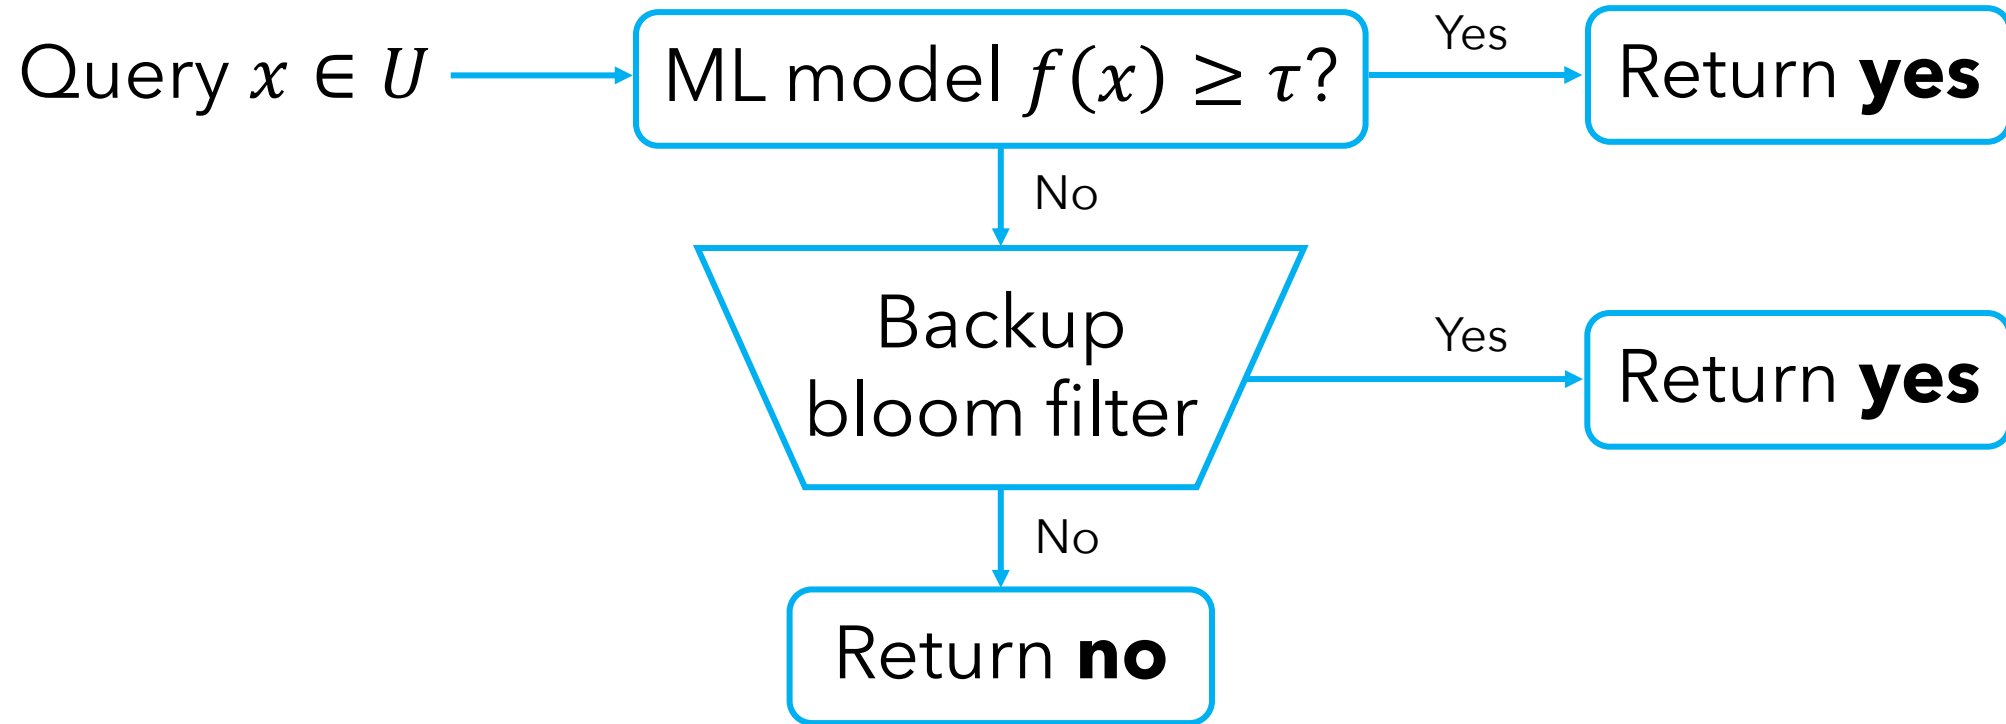 Query x ∈ U
ML model f(x) ≥ τ?
Yes
Return yes
No
Backup
bloom filter
Yes
Return yes
No
Return no